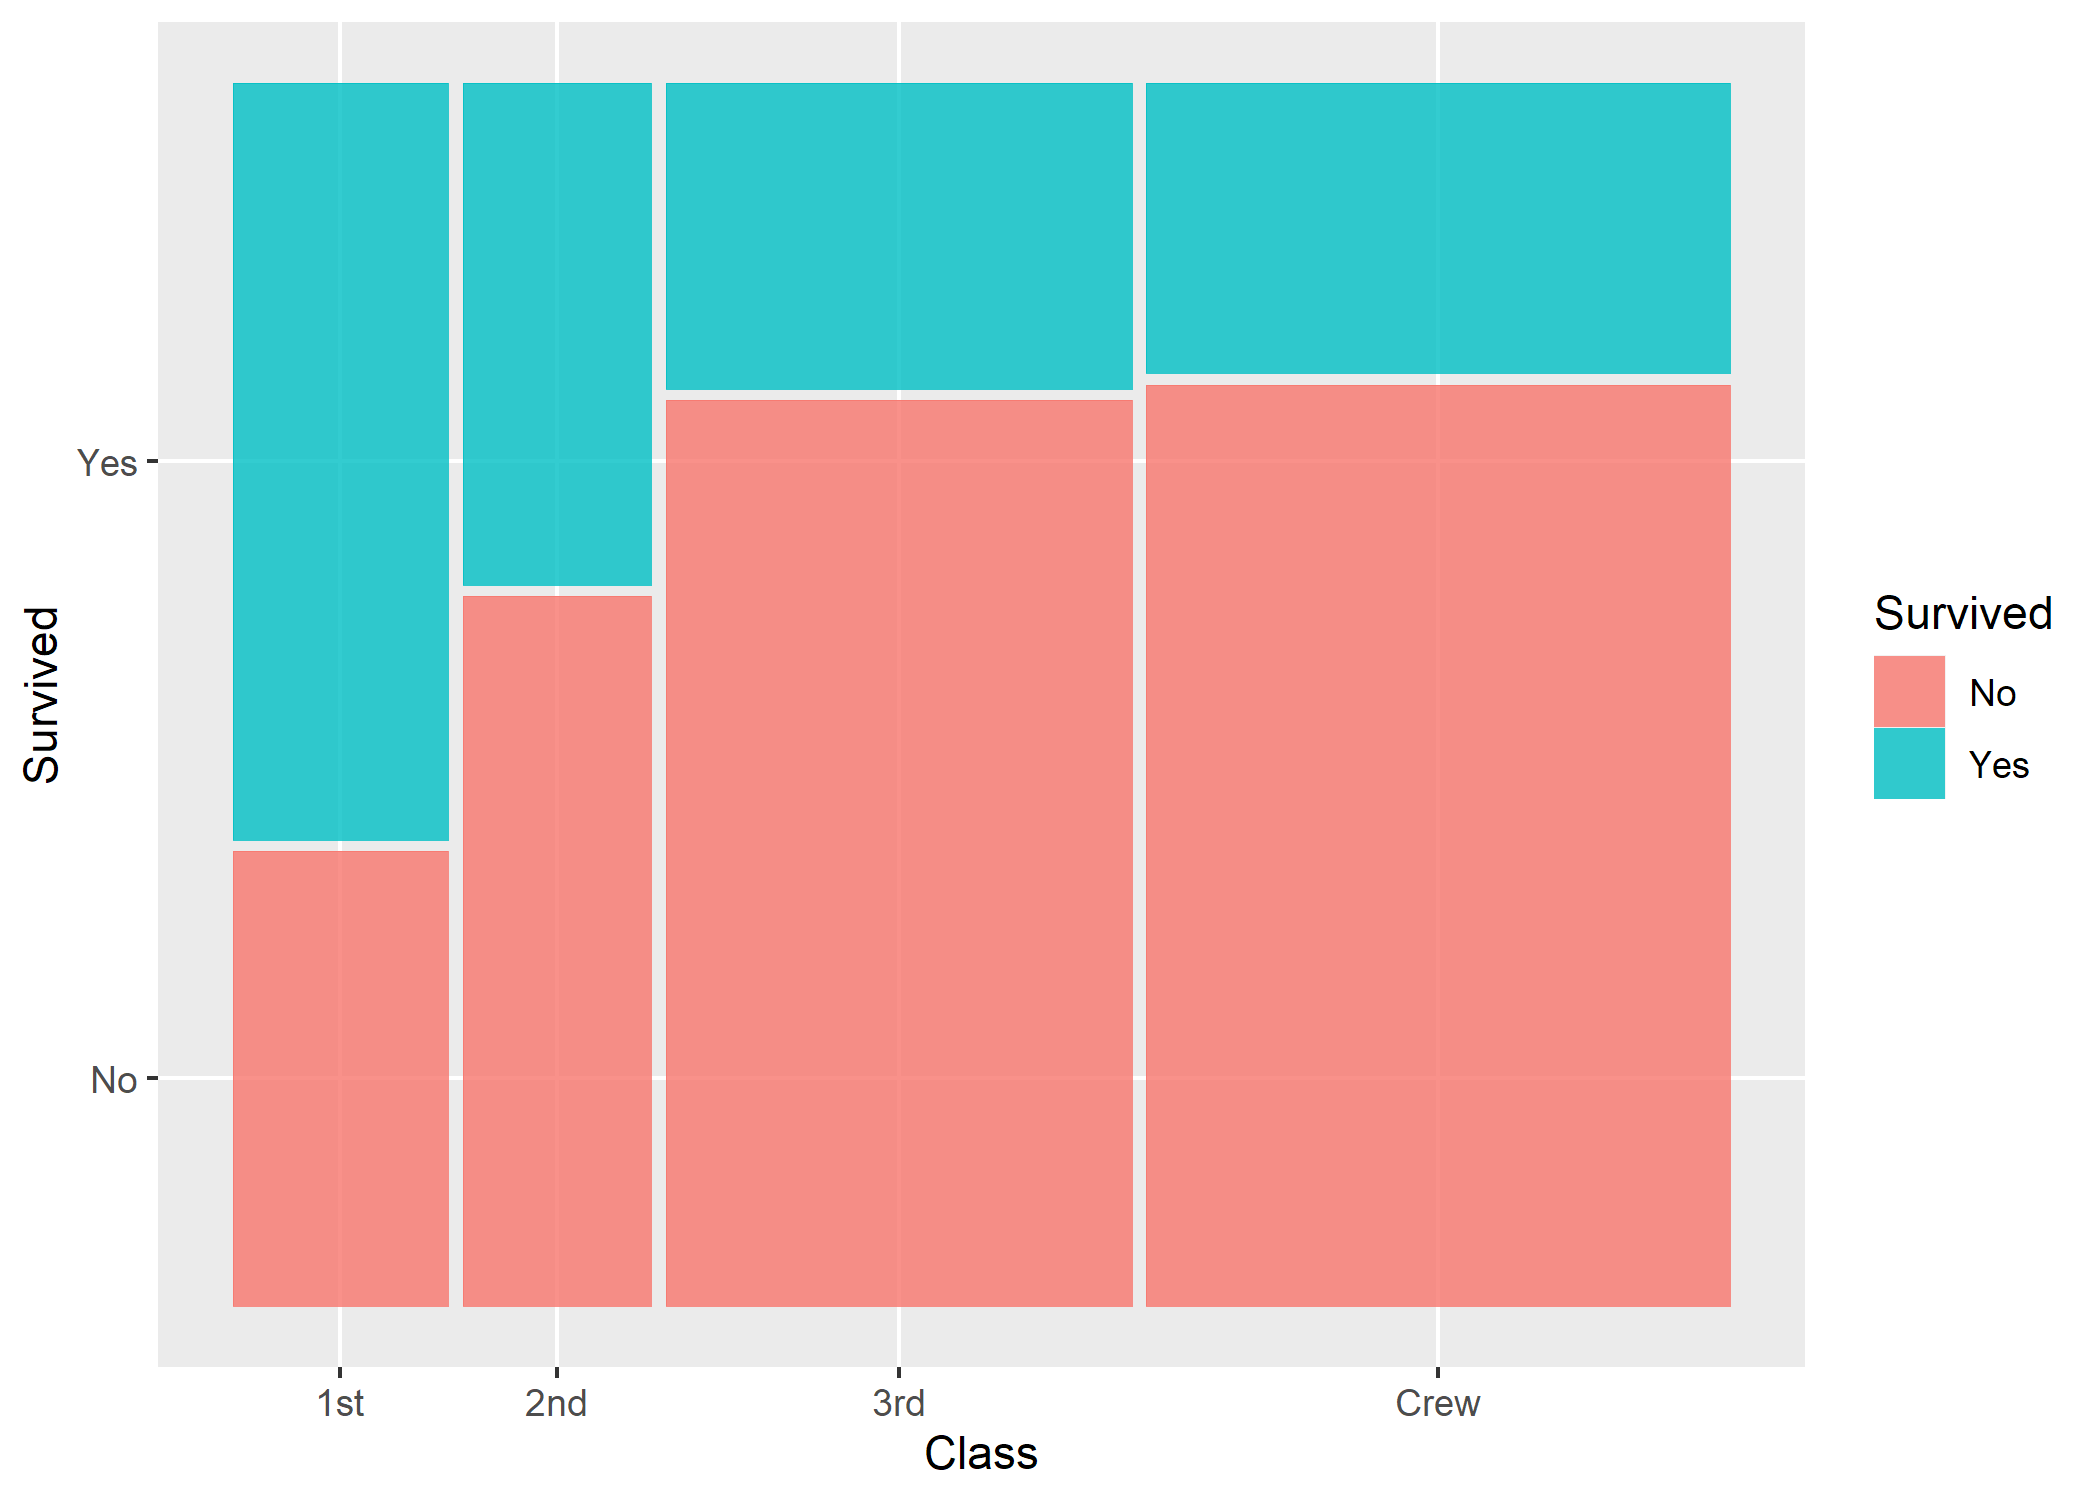 Survived
Yes
No
1st
2nd
3rd
Crew
Class
Survived
No
Yes